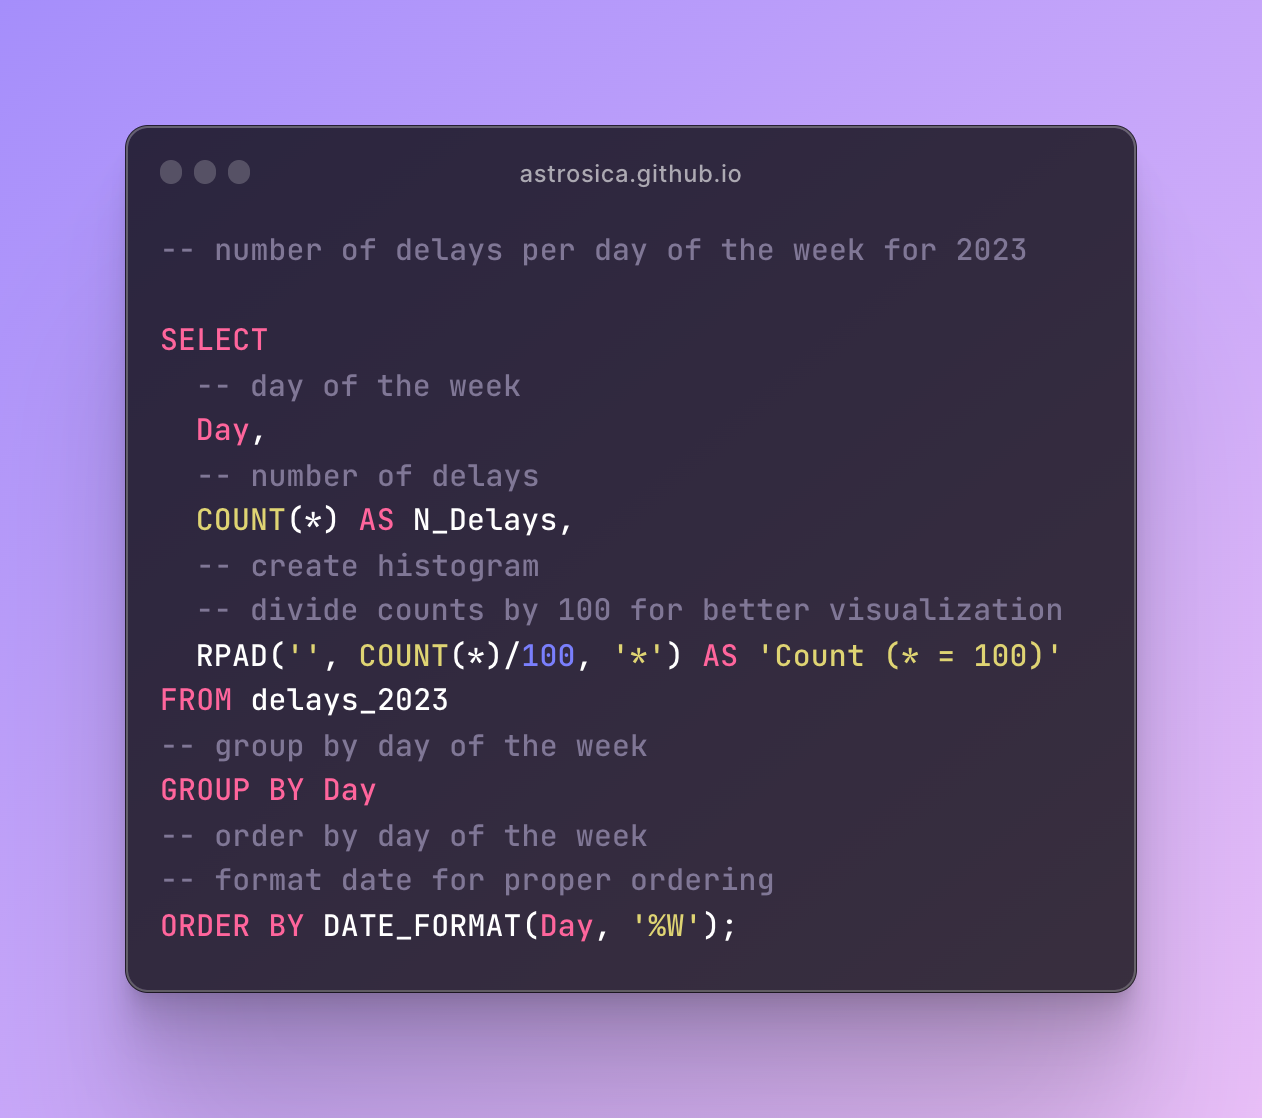 astrosica.github.io
-- number of delays per day of the week for 2023
SELECT
-- day of the week
Day,
-- number of delays
COUNT(*) AS N_Delays,
-- create histogram
-- divide counts by 100 for better visualization
RPAD('', COUNT(*)/100, '*') AS 'Count (* = 100)'
FROM delays_2023
-- group by day of the week
GROUP BY Day
-- order by day of the week
-- format date for proper ordering
ORDER BY DATE_FORMAT(Day, '%W');